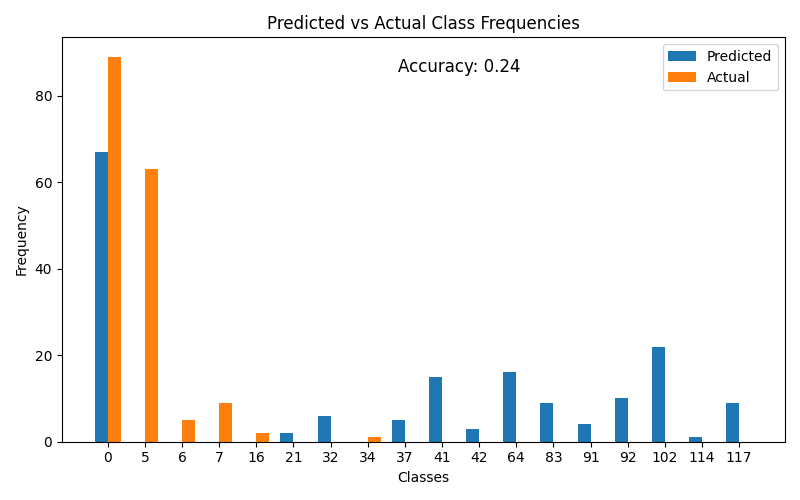 Predicted vs Actual Class Frequencies
Accuracy: 0.24
Predicted
Actual
Frequency
80
60
40
20
0
0 5 6 7 16 21 32 34 37 41 42 64 83 91 92 102 114 117
Classes